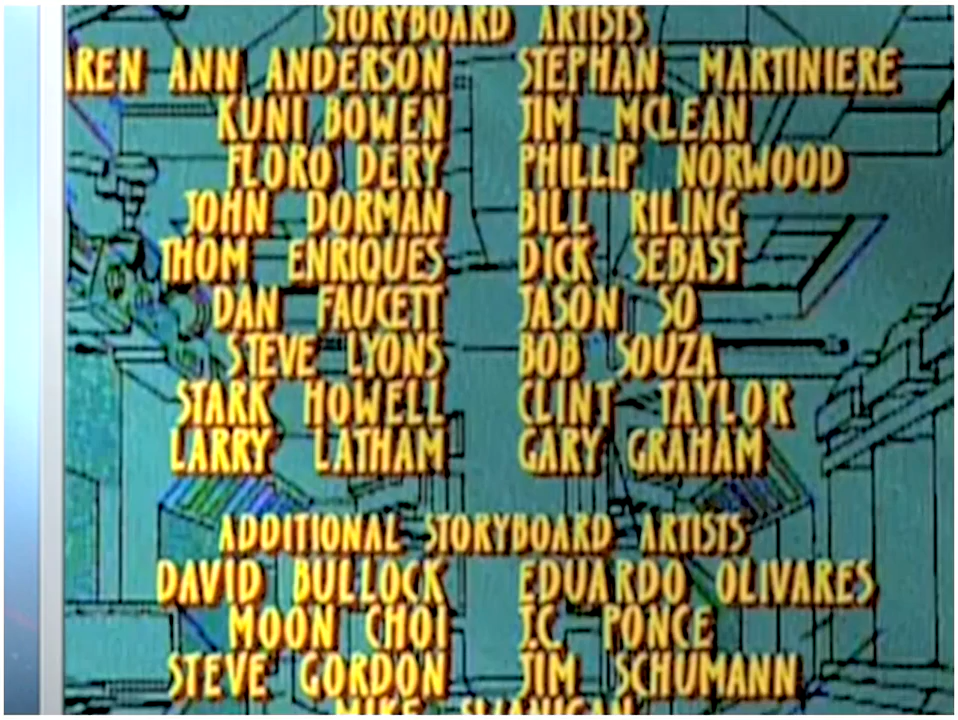 STORYBOARD ARTISTS
AREN ANN ANDERSON STEPHAN MARTINIERE
KUNI BOWEN JIM MCLEAN
FLORO DERY PHILLIP NORWOOD
JOHN DORMAN BILL RILING
THOM ENRIQUES DICK SEBAST
DAN FAUCETT JASON SO
STEVE LYONS BOB SOUZA
STARK HOWELL CLINT TAYLOR
LARRY LATHAM GARY GRAHAM
ADDITIONAL STORYBOARD ARTISTS
DAVID BULLOCK EDUARDO OLIVARES
MOON CHOI J.C. PONCE
STEVE GORDON JIM SCHUMANN
MIKE SWANIGAN